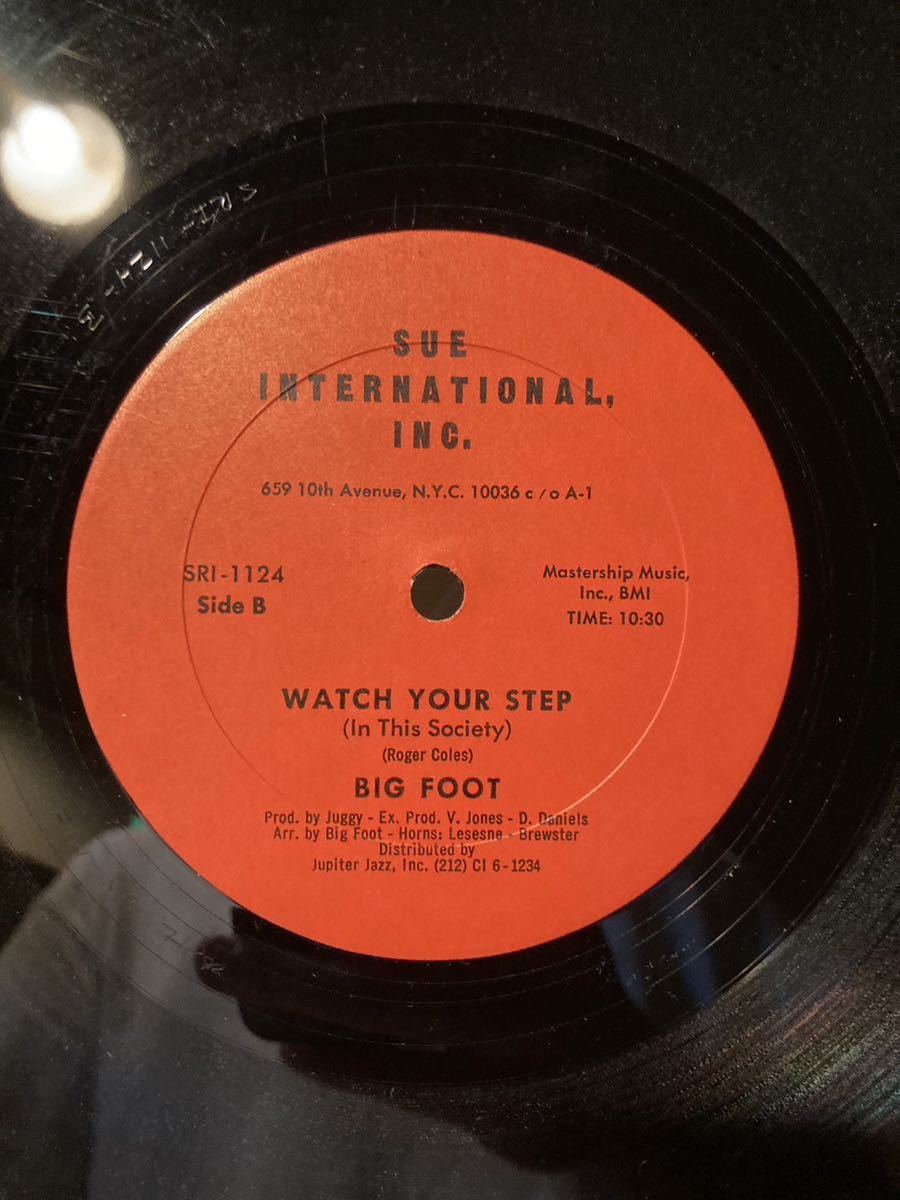 SRI-1124-B
SUE
INTERNATIONAL,
INC.
659 10th Avenue, N.Y.C. 10036 c/o A-1
SRI-1124
Side B
Mastership Music,
Inc., BMI
TIME: 10:30
WATCH YOUR STEP
(In This Society)
(Roger Coles)
BIG FOOT
Prod. by Juggy - Ex. Prod. V. Jones - D. Daniels
Arr. by Big Foot - Horns: Lesesne - Brewster
Distributed by
Jupiter Jazz, Inc. (212) CI 6-1234